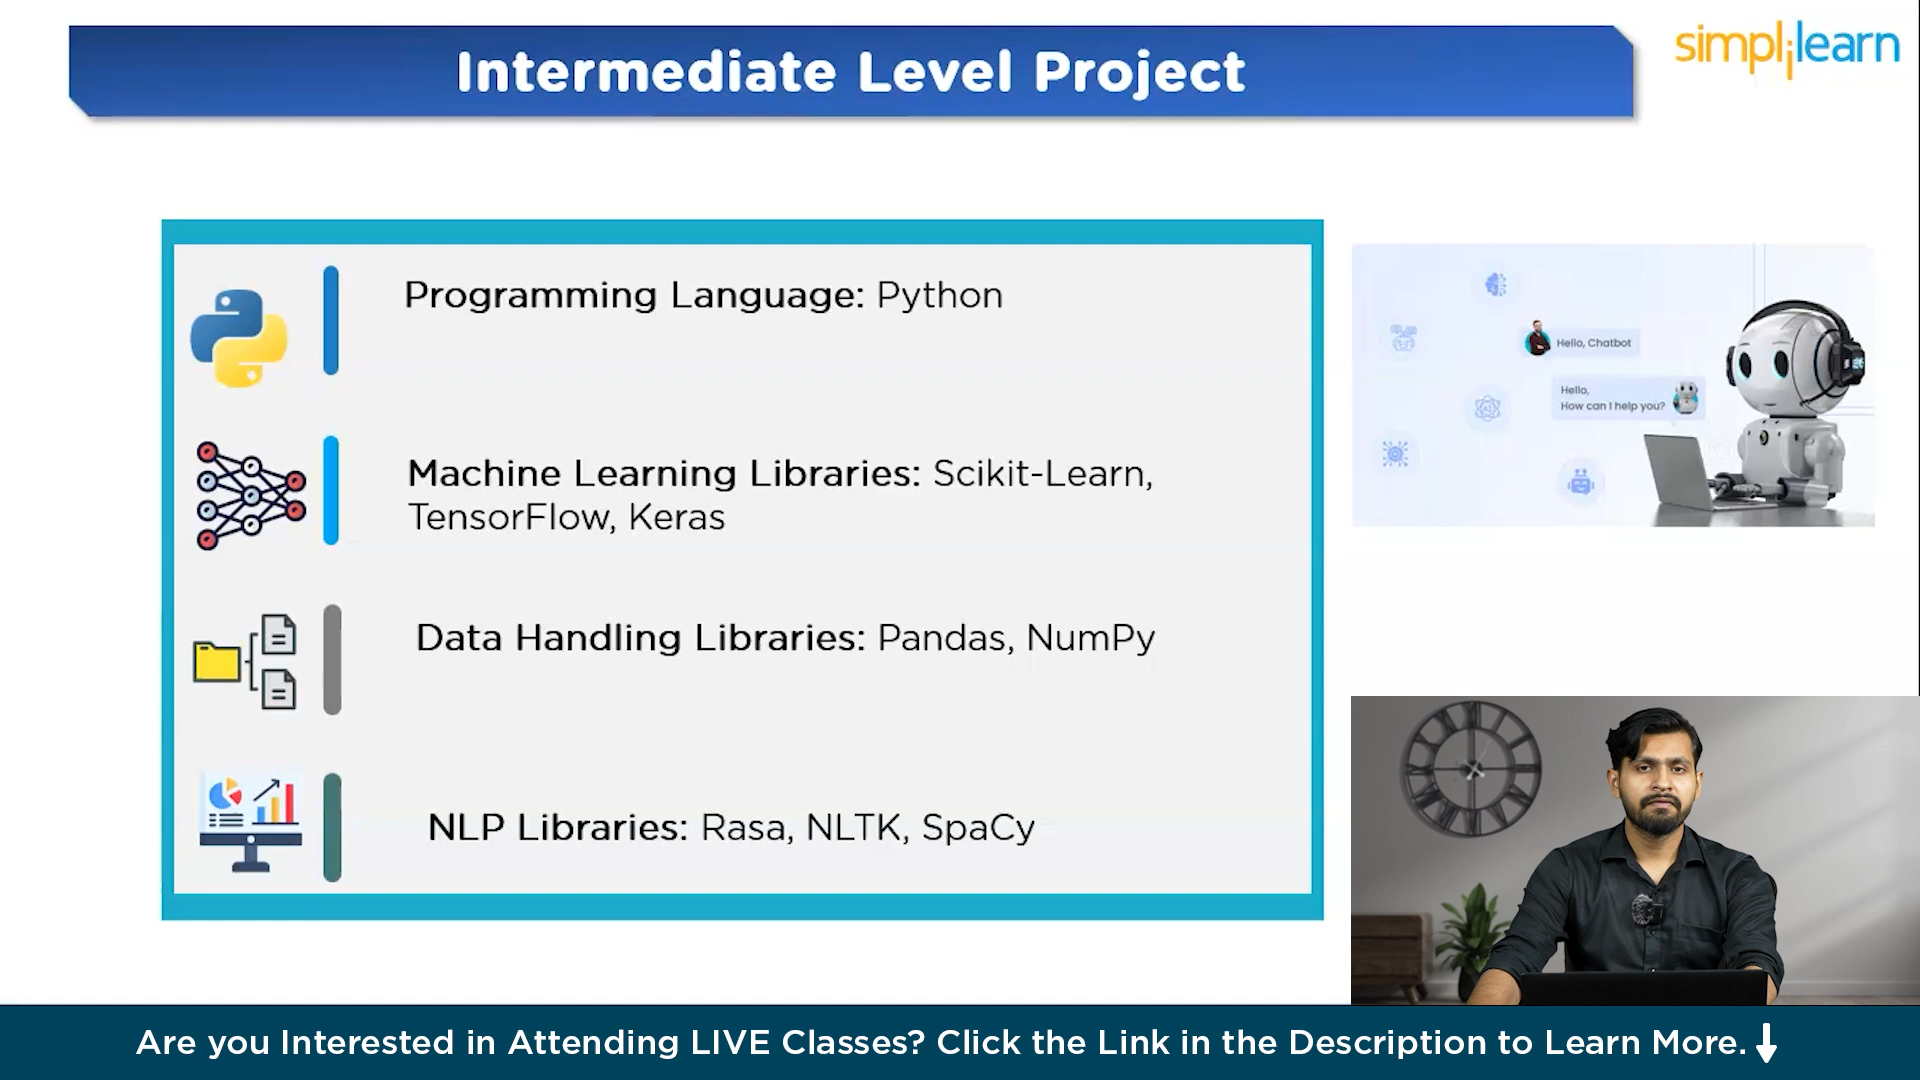 Intermediate Level Project
simplilearn
Programming Language: Python
Machine Learning Libraries: Scikit-Learn,
TensorFlow, Keras
Data Handling Libraries: Pandas, NumPy
NLP Libraries: Rasa, NLTK, SpaCy
Hello, Chatbot
Hello,
How can I help you?
Are you Interested in Attending LIVE Classes? Click the Link in the Description to Learn More.